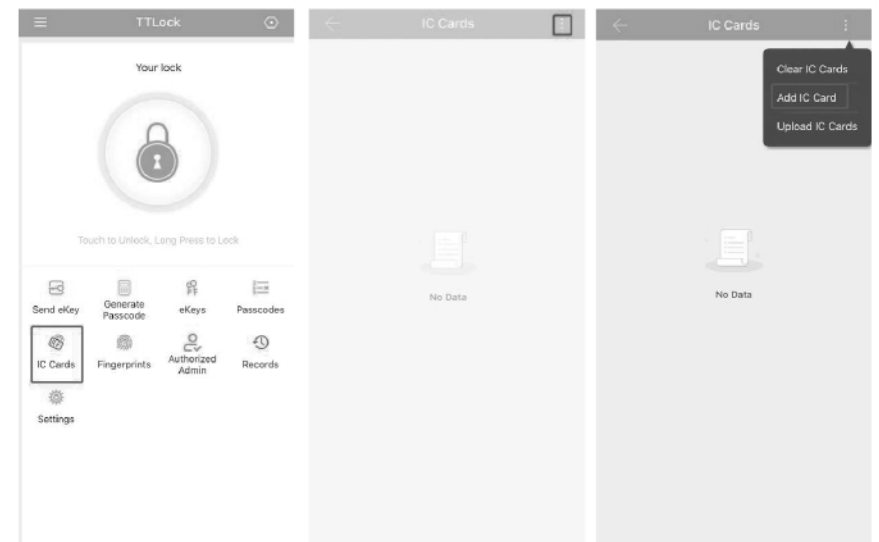 TTLock
Your lock
Touch to Unlock, Long Press to Lock
Send eKey
Generate
Passcode
eKeys
Passcodes
IC Cards
Fingerprints
Authorized
Admin
Records
Settings
IC Cards
No Data
IC Cards
Clear IC Cards
Add IC Card
Upload IC Cards
No Data